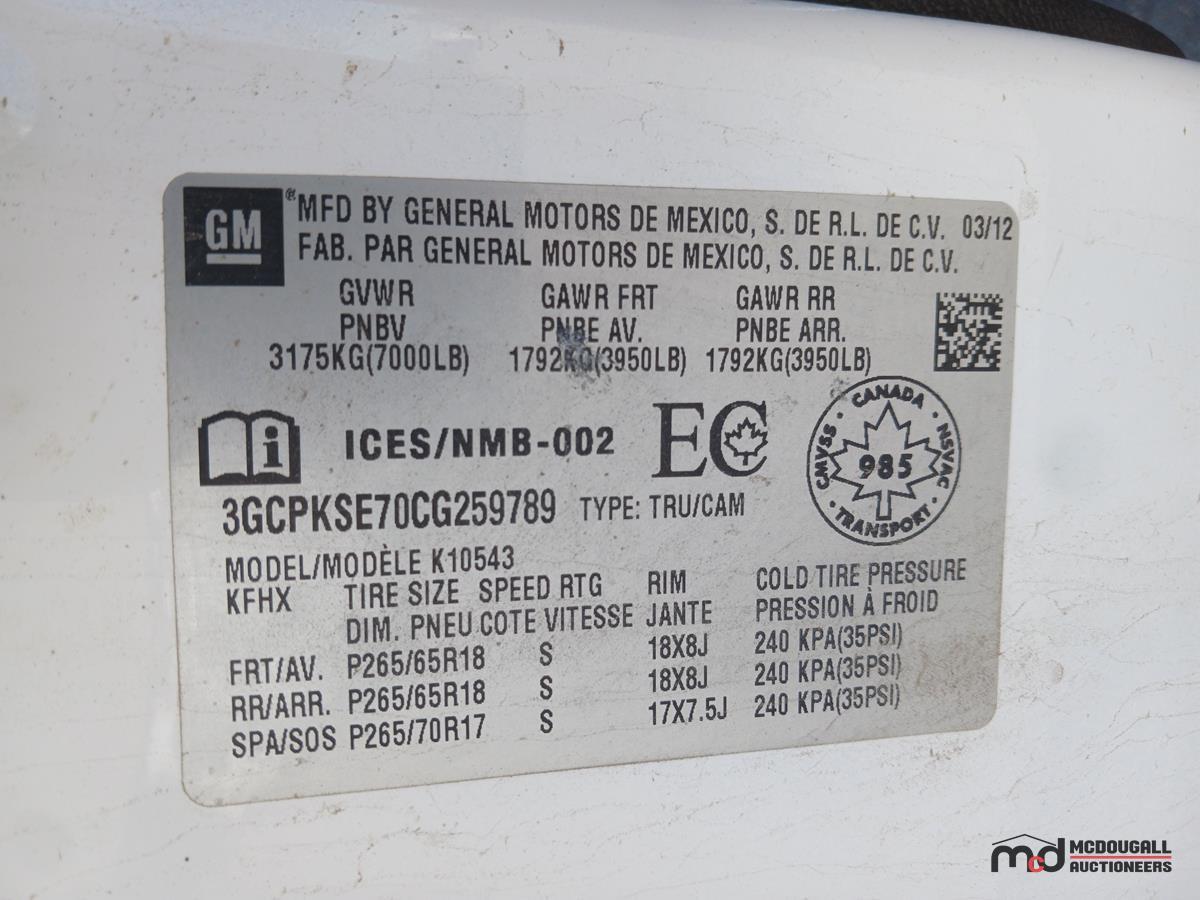 GM ® MFD BY GENERAL MOTORS DE MEXICO, S. DE R.L. DE C.V. 03/12
FAB. PAR GENERAL MOTORS DE MEXICO, S. DE R.L. DE C.V.
GVWR GAWR FRT GAWR RR
PNBV PNBE AV. PNBE ARR.
3175KG(7000LB) 1792KG(3950LB) 1792KG(3950LB)
i ICES/NMB-002 EC
CANADA
CMVSS 985 NSVAC
TRANSPORT
3GCPKSE70CG259789 TYPE: TRU/CAM
MODEL/MODÈLE K10543
KFHX TIRE SIZE SPEED RTG RIM COLD TIRE PRESSURE
DIM. PNEU COTE VITESSE JANTE PRESSION À FROID
FRT/AV. P265/65R18 S 18X8J 240 KPA(35PSI)
RR/ARR. P265/65R18 S 18X8J 240 KPA(35PSI)
SPA/SOS P265/70R17 S 17X7.5J 240 KPA(35PSI)
mcd MCDOUGALL
AUCTIONEERS